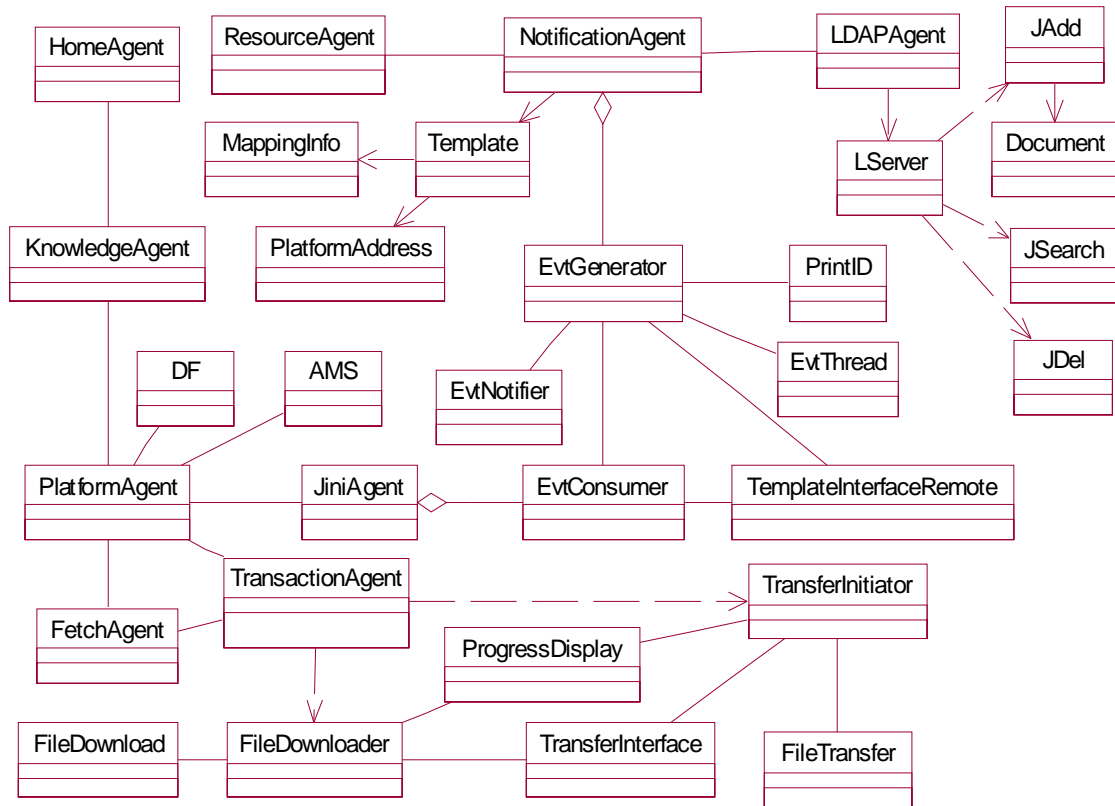 HomeAgent
ResourceAgent
NotificationAgent
LDAPAgent
JAdd
MappingInfo
Template
LServer
Document
KnowledgeAgent
PlatformAddress
EvtGenerator
PrintID
JSearch
DF
AMS
EvtNotifier
EvtThread
JDel
PlatformAgent
JiniAgent
EvtConsumer
TemplateInterfaceRemote
TransactionAgent
TransferInitiator
FetchAgent
ProgressDisplay
FileDownload
FileDownloader
TransferInterface
FileTransfer